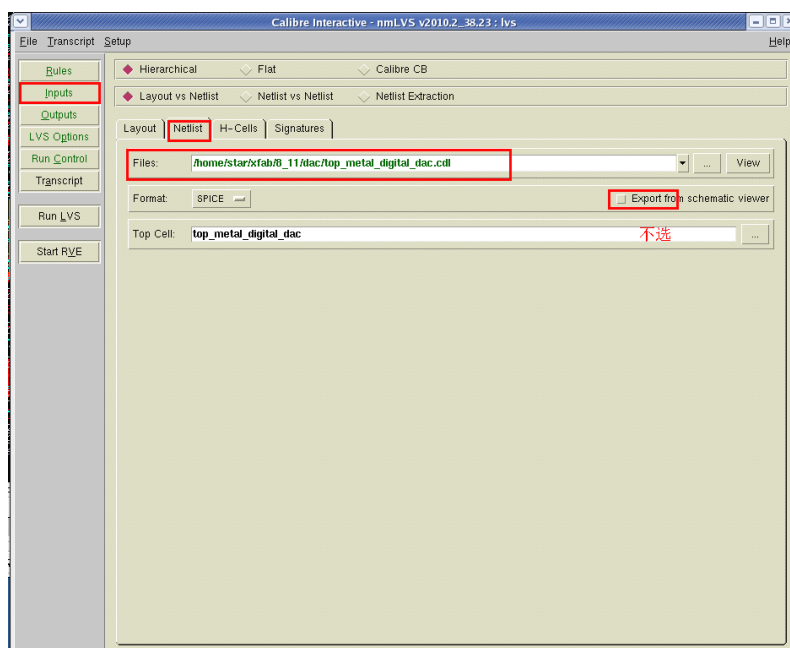 Calibre Interactive - nmLVS v2010.2_38.23 : lvs
File Transcript Setup Help
Rules
Inputs
Outputs
LVS Options
Run Control
Transcript
Run LVS
Start RVE
Hierarchical Flat Calibre CB
Layout vs Netlist Netlist vs Netlist Netlist Extraction
Layout Netlist H-Cells Signatures
Files: /home/star/xfab/8_11/dac/top_metal_digital_dac.cdl ... View
Format: SPICE Export from schematic viewer
Top Cell: top_metal_digital_dac 不选 ...